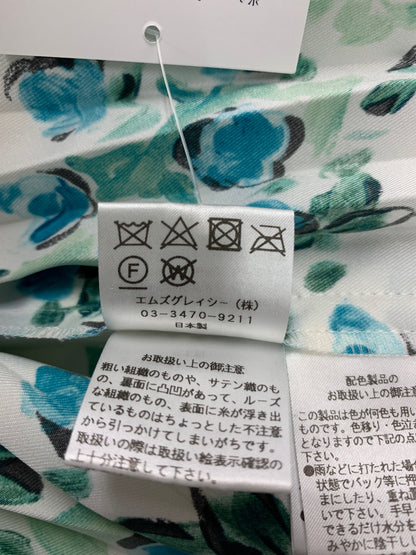 F
W
エムズグレイシー(株)
03-3470-9211
日本製
お取扱い上の御注意
粗い組織のものや、サテン織のもの、裏面に凸凹があって、ルーズな組織のもの、表面に糸が浮き出ているものはちょっとした不注意から引つけてしまいがちです。
取扱いの際は取扱い絵表示確認の上十分注意して下さい。
配色製品の
お取扱い上の
この製品は色が何色も用い
ものです。色移り・色泣
となりますので下記の点
下さい。
●雨などに打たれた場
状態でバック等に押
まにしたり、重ね置
いで下さい。手早
できるだけ水分を
みやかに陰干し